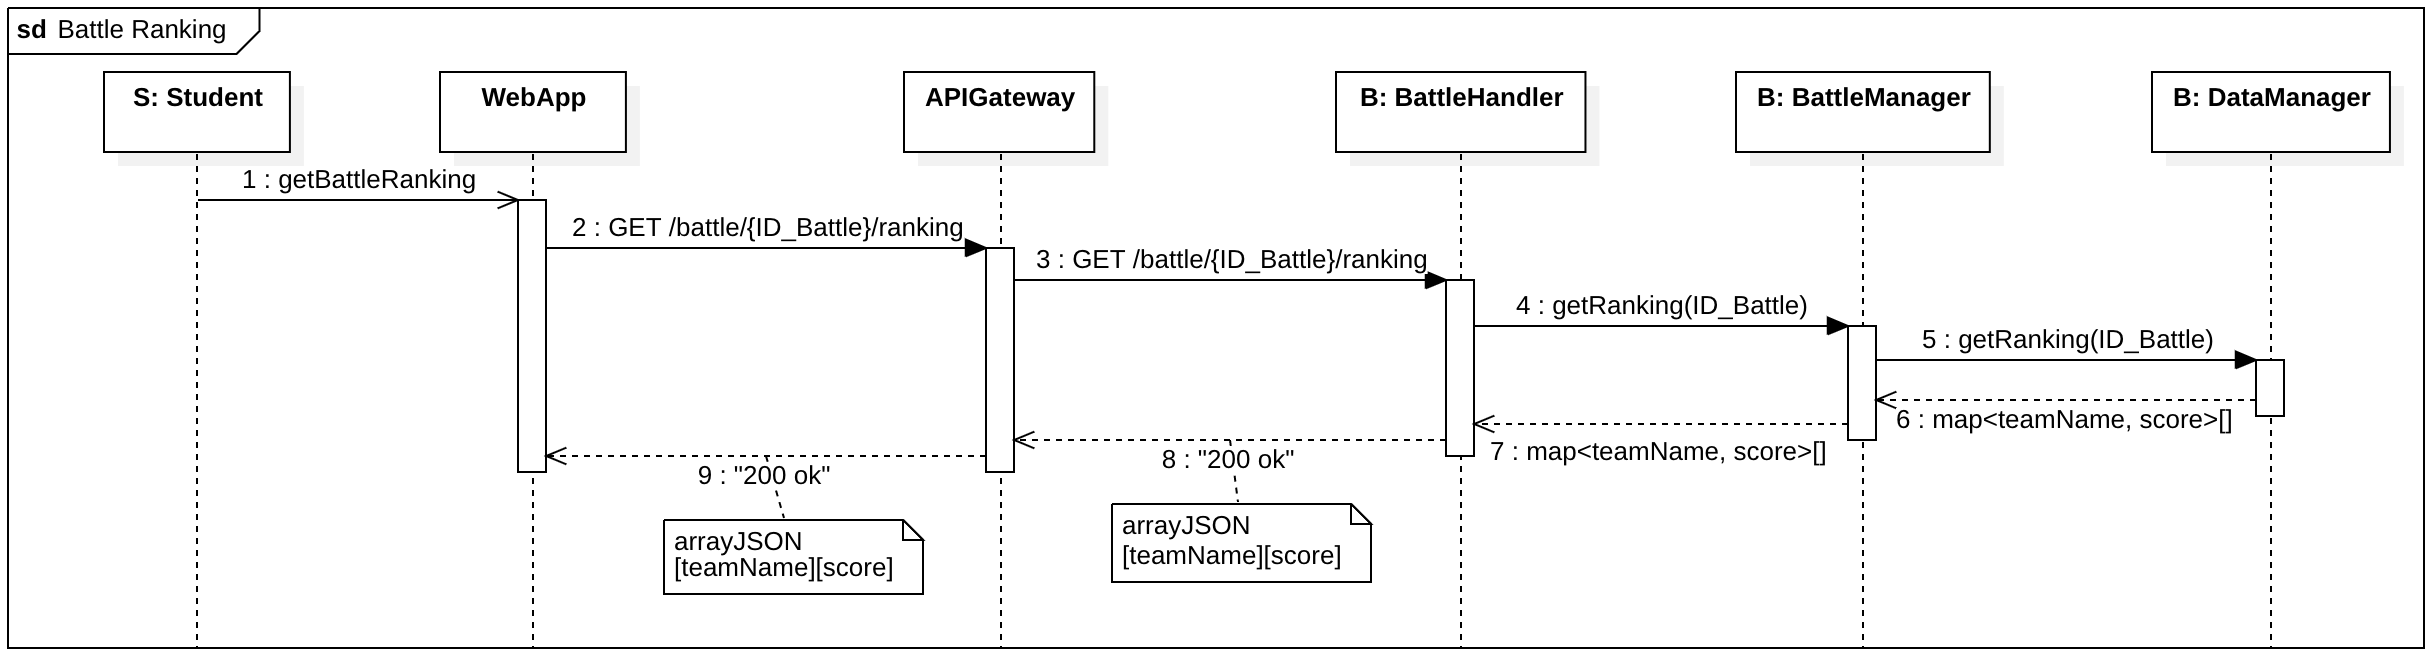 sd Battle Ranking
S: Student
WebApp
APIGateway
B: BattleHandler
B: BattleManager
B: DataManager
1 : getBattleRanking
2 : GET /battle/{ID_Battle}/ranking
3 : GET /battle/{ID_Battle}/ranking
4 : getRanking(ID_Battle)
5 : getRanking(ID_Battle)
6 : map<teamName, score>[]
7 : map<teamName, score>[]
8 : "200 ok"
9 : "200 ok"
arrayJSON
[teamName][score]
arrayJSON
[teamName][score]